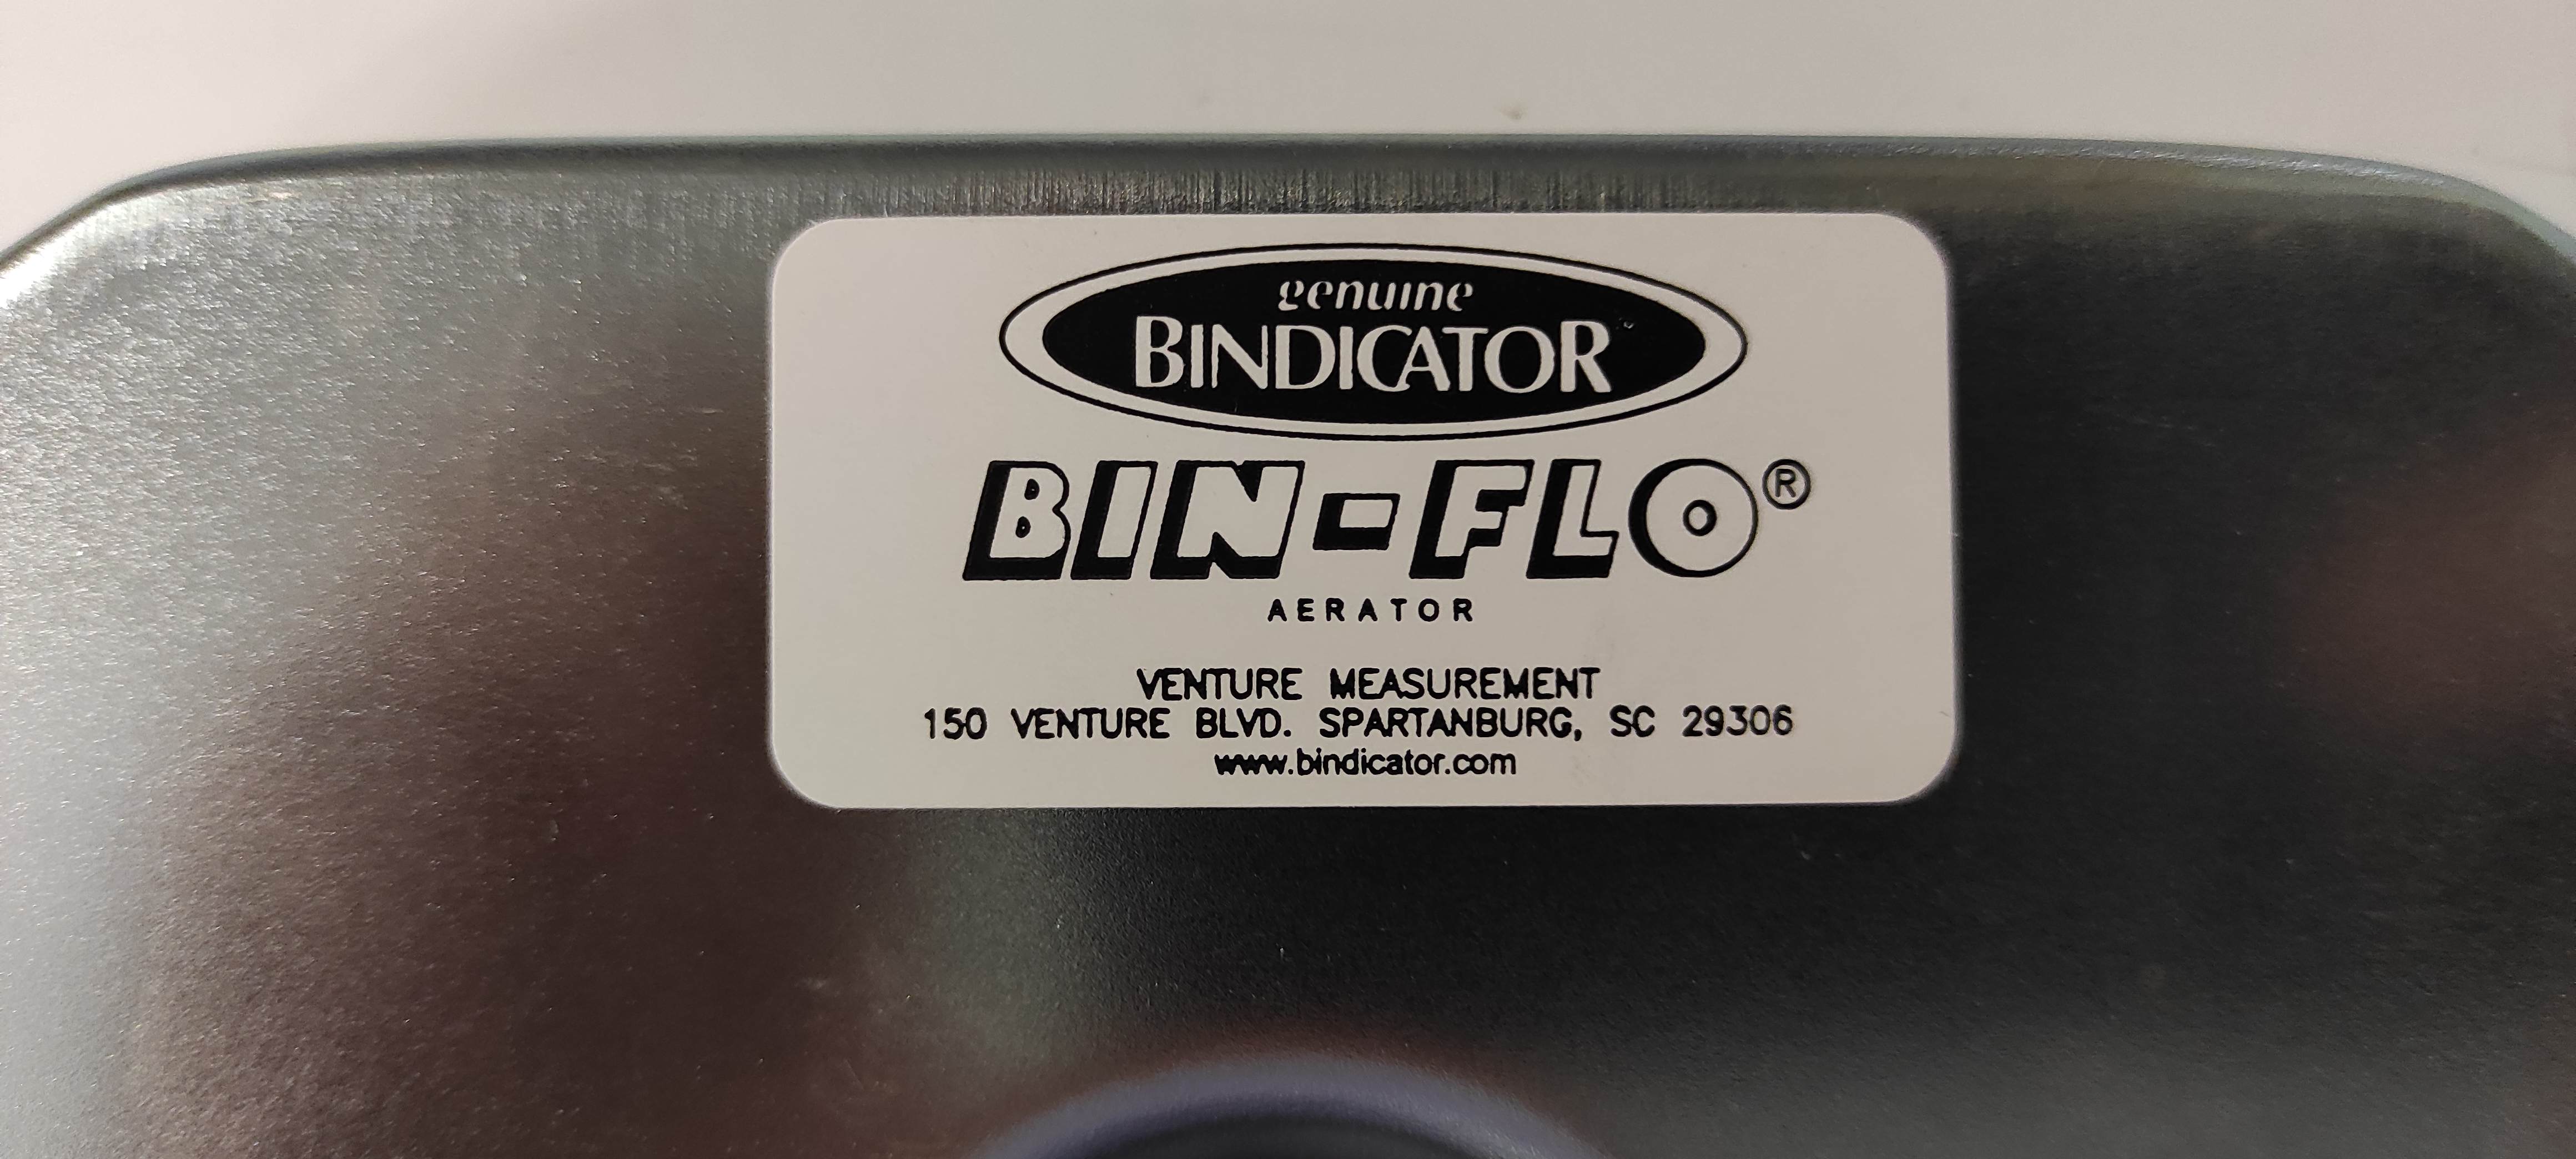 genuine
BINDICATOR
BIN-FLO®
AERATOR
VENTURE MEASUREMENT
150 VENTURE BLVD. SPARTANBURG, SC 29306
www.bindicator.com